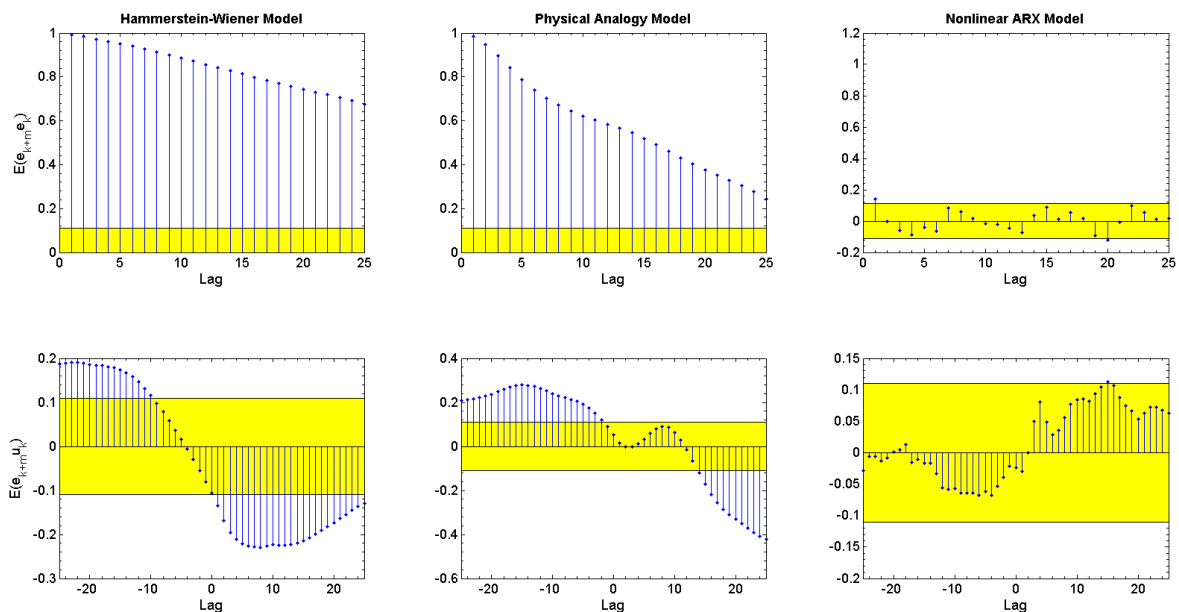 Hammerstein-Wiener Model
Physical Analogy Model
Nonlinear ARX Model
E(e_{k+m}e_k)
1
0.8
0.6
0.4
0.2
0
0 5 10 15 20 25
Lag
1
0.8
0.6
0.4
0.2
0
0 5 10 15 20 25
Lag
1.2
1
0.8
0.6
0.4
0.2
0
-0.2
0 5 10 15 20 25
Lag
E(e_{k+m}u_k)
0.2
0.1
0
-0.1
-0.2
-0.3
-20 -10 0 10 20
Lag
0.4
0.2
0
-0.2
-0.4
-0.6
-20 -10 0 10 20
Lag
0.15
0.1
0.05
0
-0.05
-0.1
-0.15
-0.2
-20 -10 0 10 20
Lag